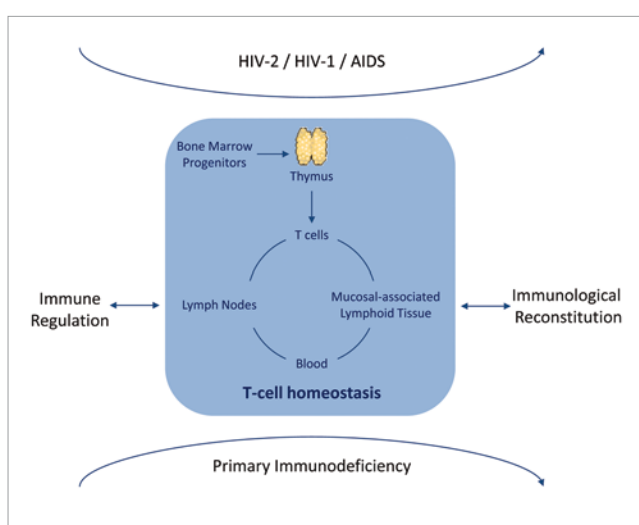 HIV-2 / HIV-1 / AIDS
Bone Marrow
Progenitors
Thymus
T cells
Immune
Regulation
Lymph Nodes
Mucosal-associated
Lymphoid Tissue
Immunological
Reconstitution
Blood
T-cell homeostasis
Primary Immunodeficiency